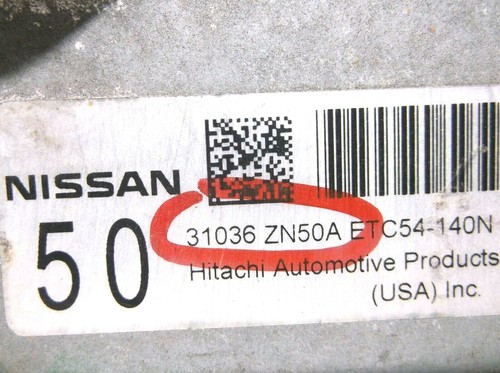 NISSAN
50
31036 ZN50A ETC54-140N
Hitachi Automotive Products
(USA) Inc.